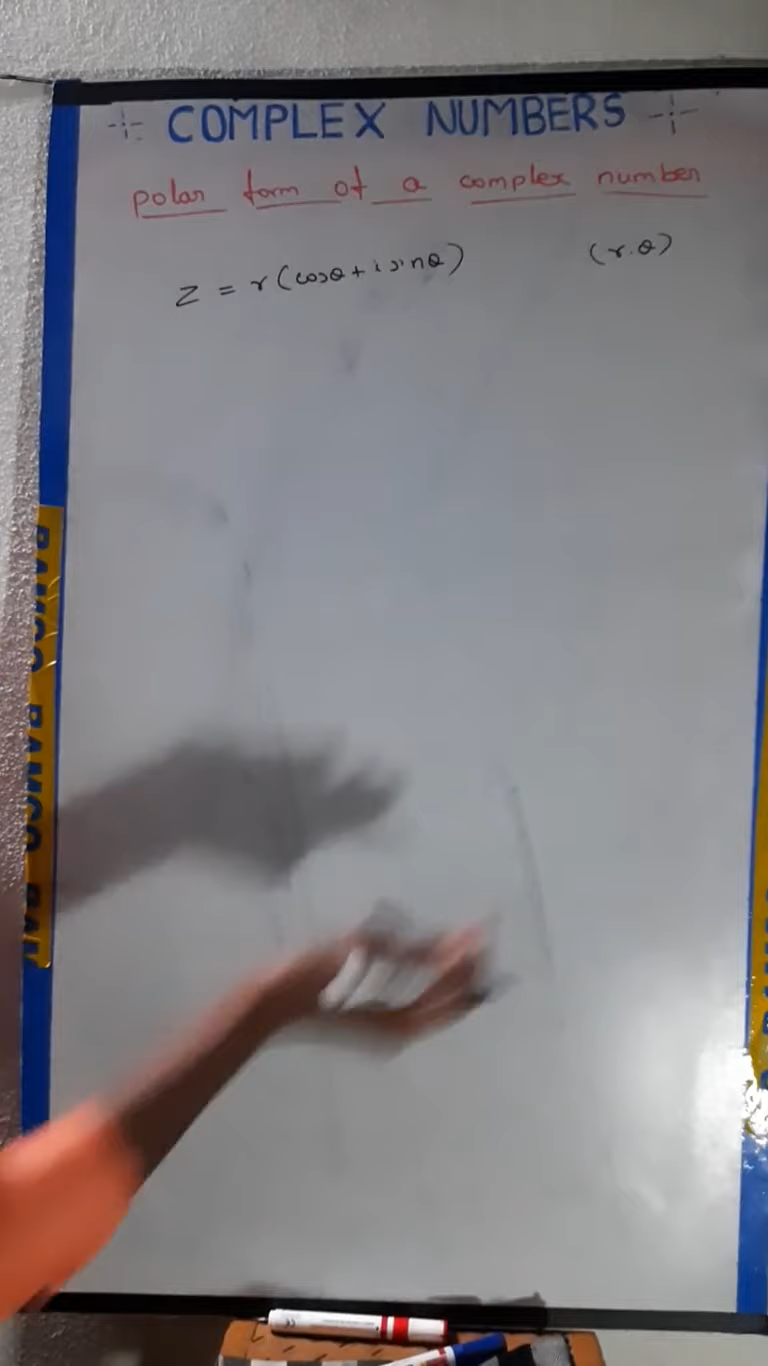 COMPLEX NUMBERS
polar form of a complex number
z = r(cosθ + i sinθ) (r.θ)